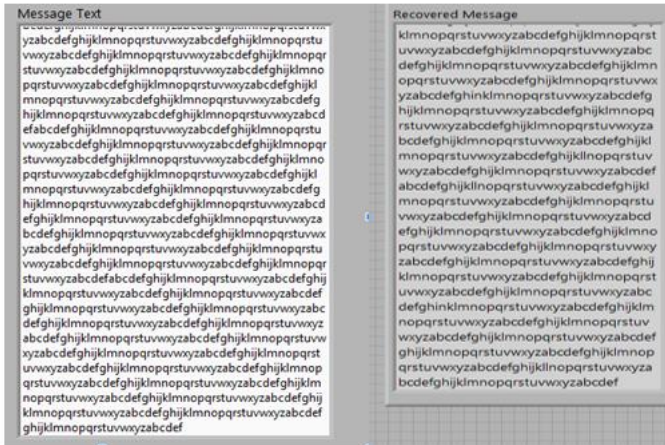 Message Text
yzabcdefghijklmnopqrstuvwxyzabcdefghijklmnopqrstu
vwxyzabcdefghijklmnopqrstuvwxyzabcdefghijklmnopqr
stuvwxyzabcdefghijklmnopqrstuvwxyzabcdefghijklmno
pqrstuvwxyzabcdefghijklmnopqrstuvwxyzabcdefghijkl
mnopqrstuvwxyzabcdefghijklmnopqrstuvwxyzabcdefg
hijklmnopqrstuvwxyzabcdefghijklmnopqrstuvwxyzabcd
efabcdefghijklmnopqrstuvwxyzabcdefghijklmnopqrstu
vwxyzabcdefghijklmnopqrstuvwxyzabcdefghijklmnopqr
stuvwxyzabcdefghijklmnopqrstuvwxyzabcdefghijklmno
pqrstuvwxyzabcdefghijklmnopqrstuvwxyzabcdefghijkl
mnopqrstuvwxyzabcdefghijklmnopqrstuvwxyzabcdefg
hijklmnopqrstuvwxyzabcdefghijklmnopqrstuvwxyzabcd
efghijklmnopqrstuvwxyzabcdefghijklmnopqrstuvwxyza
bcdefghijklmnopqrstuvwxyzabcdefghijklmnopqrstuvwx
yzabcdefghijklmnopqrstuvwxyzabcdefghijklmnopqrstu
vwxyzabcdefghijklmnopqrstuvwxyzabcdefghijklmnopqr
stuvwxyzabcdefabcdefghijklmnopqrstuvwxyzabcdefghij
klmnopqrstuvwxyzabcdefghijklmnopqrstuvwxyzabcdef
ghijklmnopqrstuvwxyzabcdefghijklmnopqrstuvwxyzabc
defghijklmnopqrstuvwxyzabcdefghijklmnopqrstuvwxyz
abcdefghijklmnopqrstuvwxyzabcdefghijklmnopqrstuvw
xyzabcdefghijklmnopqrstuvwxyzabcdefghijklmnopqrst
uvwxyzabcdefghijklmnopqrstuvwxyzabcdefghijklmnop
qrstuvwxyzabcdefghijklmnopqrstuvwxyzabcdefghijklm
nopqrstuvwxyzabcdefghijklmnopqrstuvwxyzabcdefghij
klmnopqrstuvwxyzabcdefghijklmnopqrstuvwxyzabcdef
ghijklmnopqrstuvwxyzabcdef
Recovered Message
klmnopqrstuvwxyzabcdefghijklmnopqrst
uvwxyzabcdefghijklmnopqrstuvwxyzabc
defghijklmnopqrstuvwxyzabcdefghijklmn
opqrstuvwxyzabcdefghijklmnopqrstuvwx
yzabcdefghinklmnopqrstuvwxyzabcdefg
hijklmnopqrstuvwxyzabcdefghijklmnopq
rstuvwxyzabcdefghijklmnopqrstuvwxyza
bcdefghijklmnopqrstuvwxyzabcdefghijkl
mnopqrstuvwxyzabcdefghijkllnopqrstuv
wxyzabcdefghijklmnopqrstuvwxyzabcdef
abcdefghijkllnopqrstuvwxyzabcdefghijkl
mnopqrstuvwxyzabcdefghijklmnopqrstu
vwxyzabcdefghijklmnopqrstuvwxyzabcd
efghijklmnopqrstuvwxyzabcdefghijklmno
pqrstuvwxyzabcdefghijklmnopqrstuvwxy
zabcdefghijklmnopqrstuvwxyzabcdefghij
klmnopqrstuvwxyzabcdefghijklmnopqrst
uvwxyzabcdefghijklmnopqrstuvwxyzabc
defghinklmnopqrstuvwxyzabcdefghijklm
nopqrstuvwxyzabcdefghijklmnopqrstuv
wxyzabcdefghijklmnopqrstuvwxyzabcdef
ghijklmnopqrstuvwxyzabcdefghijklmnop
qrstuvwxyzabcdefghijklmnopqrstuvwxyza
bcdefghijklmnopqrstuvwxyzabcdef